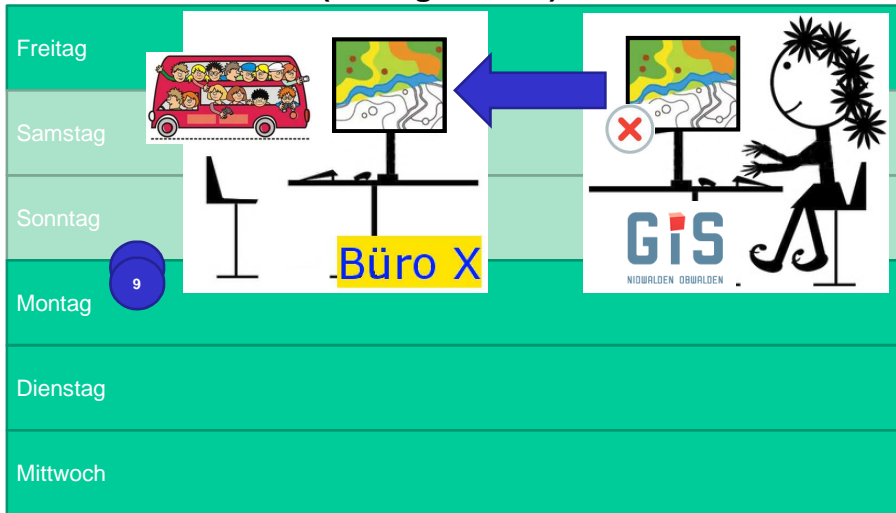 Freitag
Samstag
Sonntag
Büro X
GIS
NIDWALDEN OBWALDEN
9
Montag
Dienstag
Mittwoch